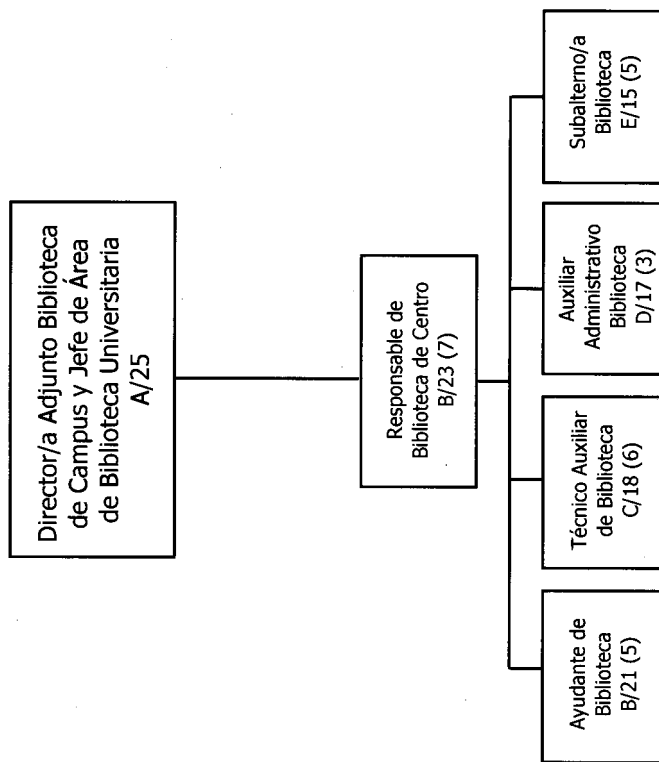 Director/a Adjunto Biblioteca
de Campus y Jefe de Área
de Biblioteca Universitaria
A/25
Responsable de
Biblioteca de Centro
B/23 (7)
Ayudante de
Biblioteca
B/21 (5)
Técnico Auxiliar
de Biblioteca
C/18 (6)
Auxiliar
Administrativo
Biblioteca
D/17 (3)
Subalterno/a
Biblioteca
E/15 (5)